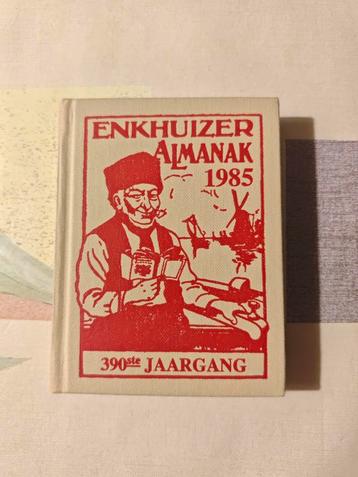 ENKHUIZER
ALMANAK
1985
390ste JAARGANG